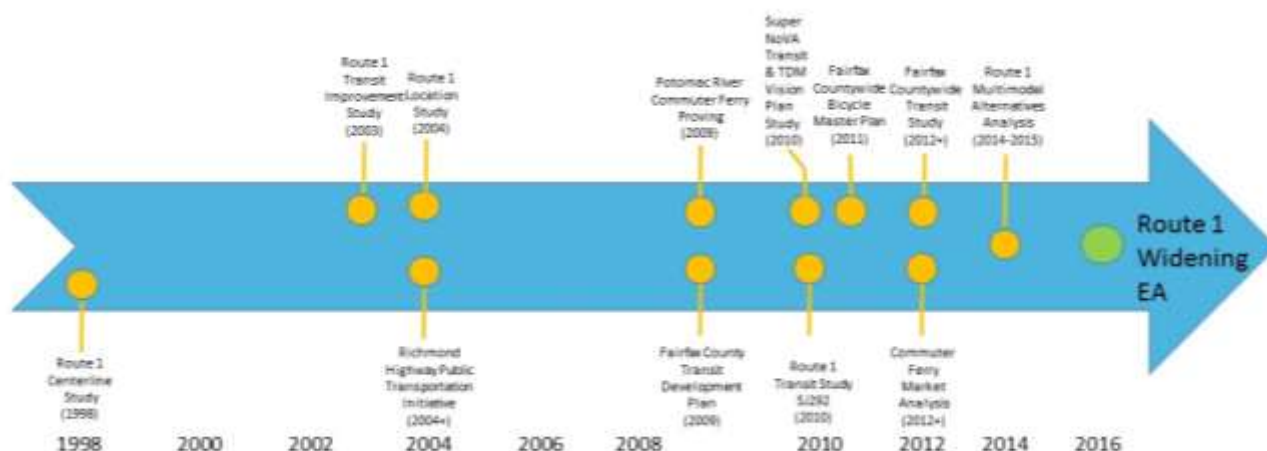 Super
NoVA
Transit
& TDM
Vision
Plan
Study
(2010)
Route 1
Transit
Improvement
Study
(2003)
Route 1
Location
Study
(2004)
Potomac River
Commuter Ferry
Proving
(2009)
Fairfax
Countywide
Bicycle
Master Plan
(2011)
Fairfax
Countywide
Transit
Study
(2012+)
Route 1
Multimodal
Alternatives
Analysis
(2014-2015)
Route 1
Widening
EA
Route 1
Centerline
Study
(1998)
Richmond
Highway Public
Transportation
Initiative
(2004+)
Fairfax County
Transit
Development
Plan
(2009)
Route 1
Transit Study
SJ292
(2010)
Commuter
Ferry
Market
Analysis
(2012+)
1998 2000 2002 2004 2006 2008 2010 2012 2014 2016